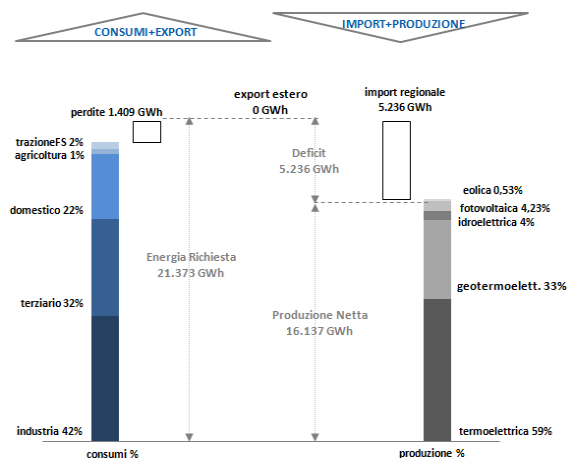 CONSUMI+EXPORT
IMPORT+PRODUZIONE
export estero
0 GWh
import regionale
5.236 GWh
perdite 1.409 GWh
trazioneFS 2%
agricoltura 1%
domestico 22%
terziario 32%
industria 42%
consumi %
Energia Richiesta
21.373 GWh
Deficit
5.236 GWh
Produzione Netta
16.137 GWh
eolica 0,53%
fotovoltaica 4,23%
idroelettrica 4%
geotermoelett. 33%
termoelettrica 59%
produzione %